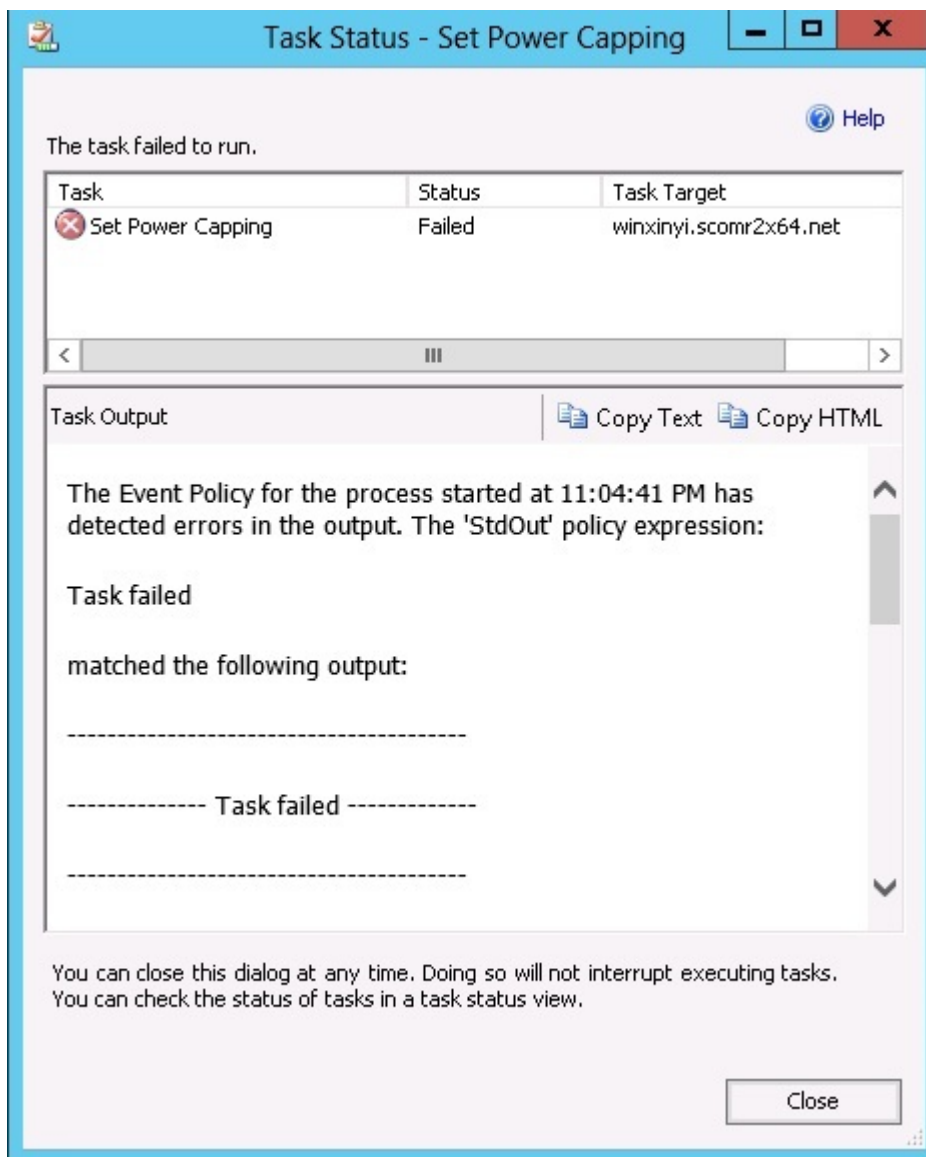 Task Status - Set Power Capping
Help
The task failed to run.
Task Status Task Target
Set Power Capping Failed winxinyi.scomr2x64.net
Task Output Copy Text Copy HTML
The Event Policy for the process started at 11:04:41 PM has
detected errors in the output. The 'StdOut' policy expression:
Task failed
matched the following output:
----------------------------------------
-------------- Task failed -------------
----------------------------------------
You can close this dialog at any time. Doing so will not interrupt executing tasks.
You can check the status of tasks in a task status view.
Close